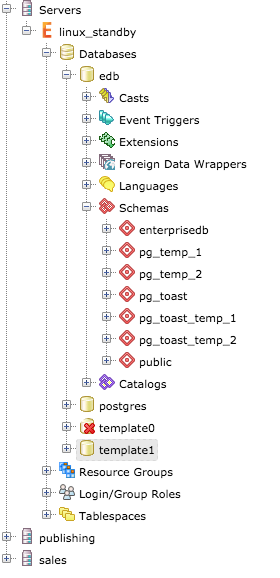 Servers
linux_standby
Databases
edb
Casts
Event Triggers
Extensions
Foreign Data Wrappers
Languages
Schemas
enterprisedb
pg_temp_1
pg_temp_2
pg_toast
pg_toast_temp_1
pg_toast_temp_2
public
Catalogs
postgres
template0
template1
Resource Groups
Login/Group Roles
Tablespaces
publishing
sales